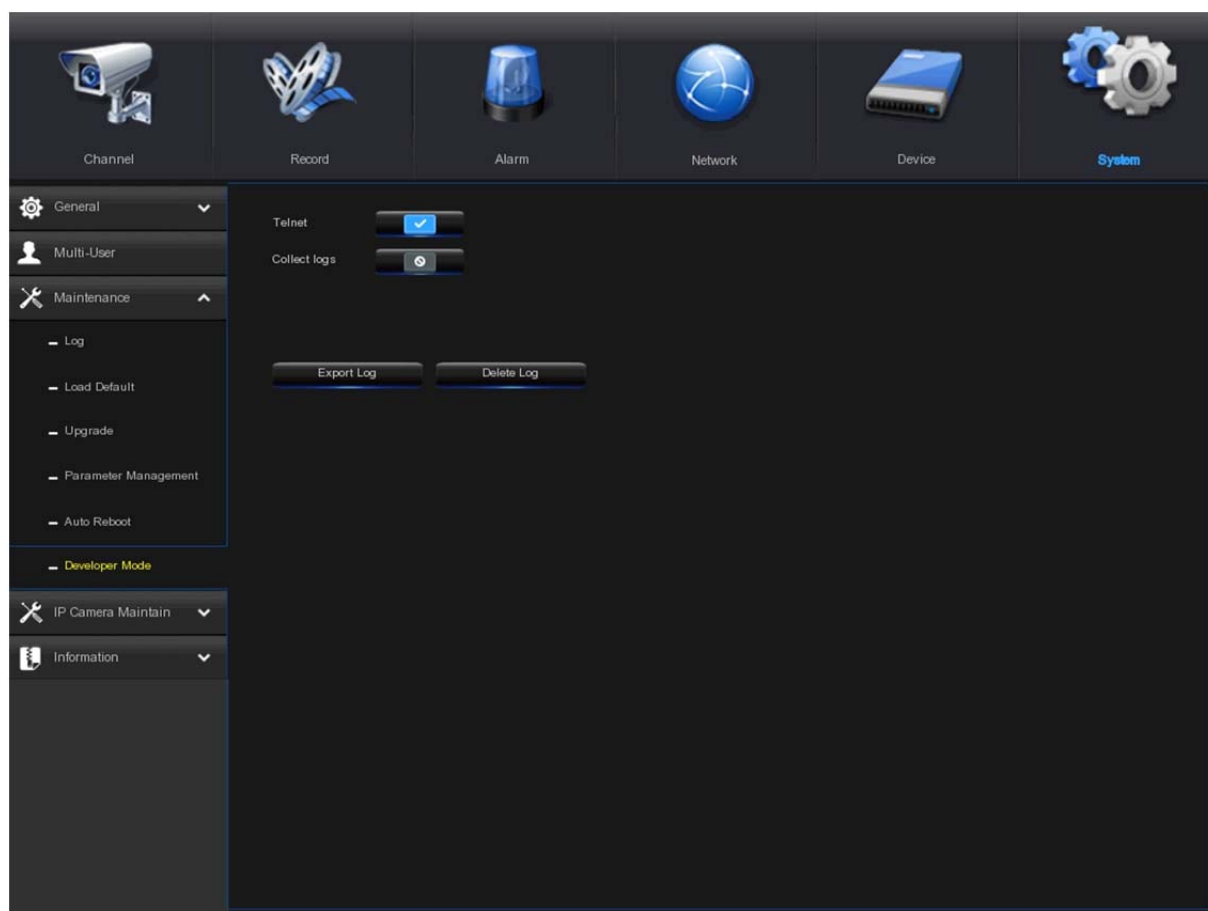 Channel
Record
Alarm
Network
Device
System
General
Multi-User
Maintenance
Log
Load Default
Upgrade
Parameter Management
Auto Reboot
Developer Mode
IP Camera Maintain
Information
Telnet
Collect logs
Export Log
Delete Log